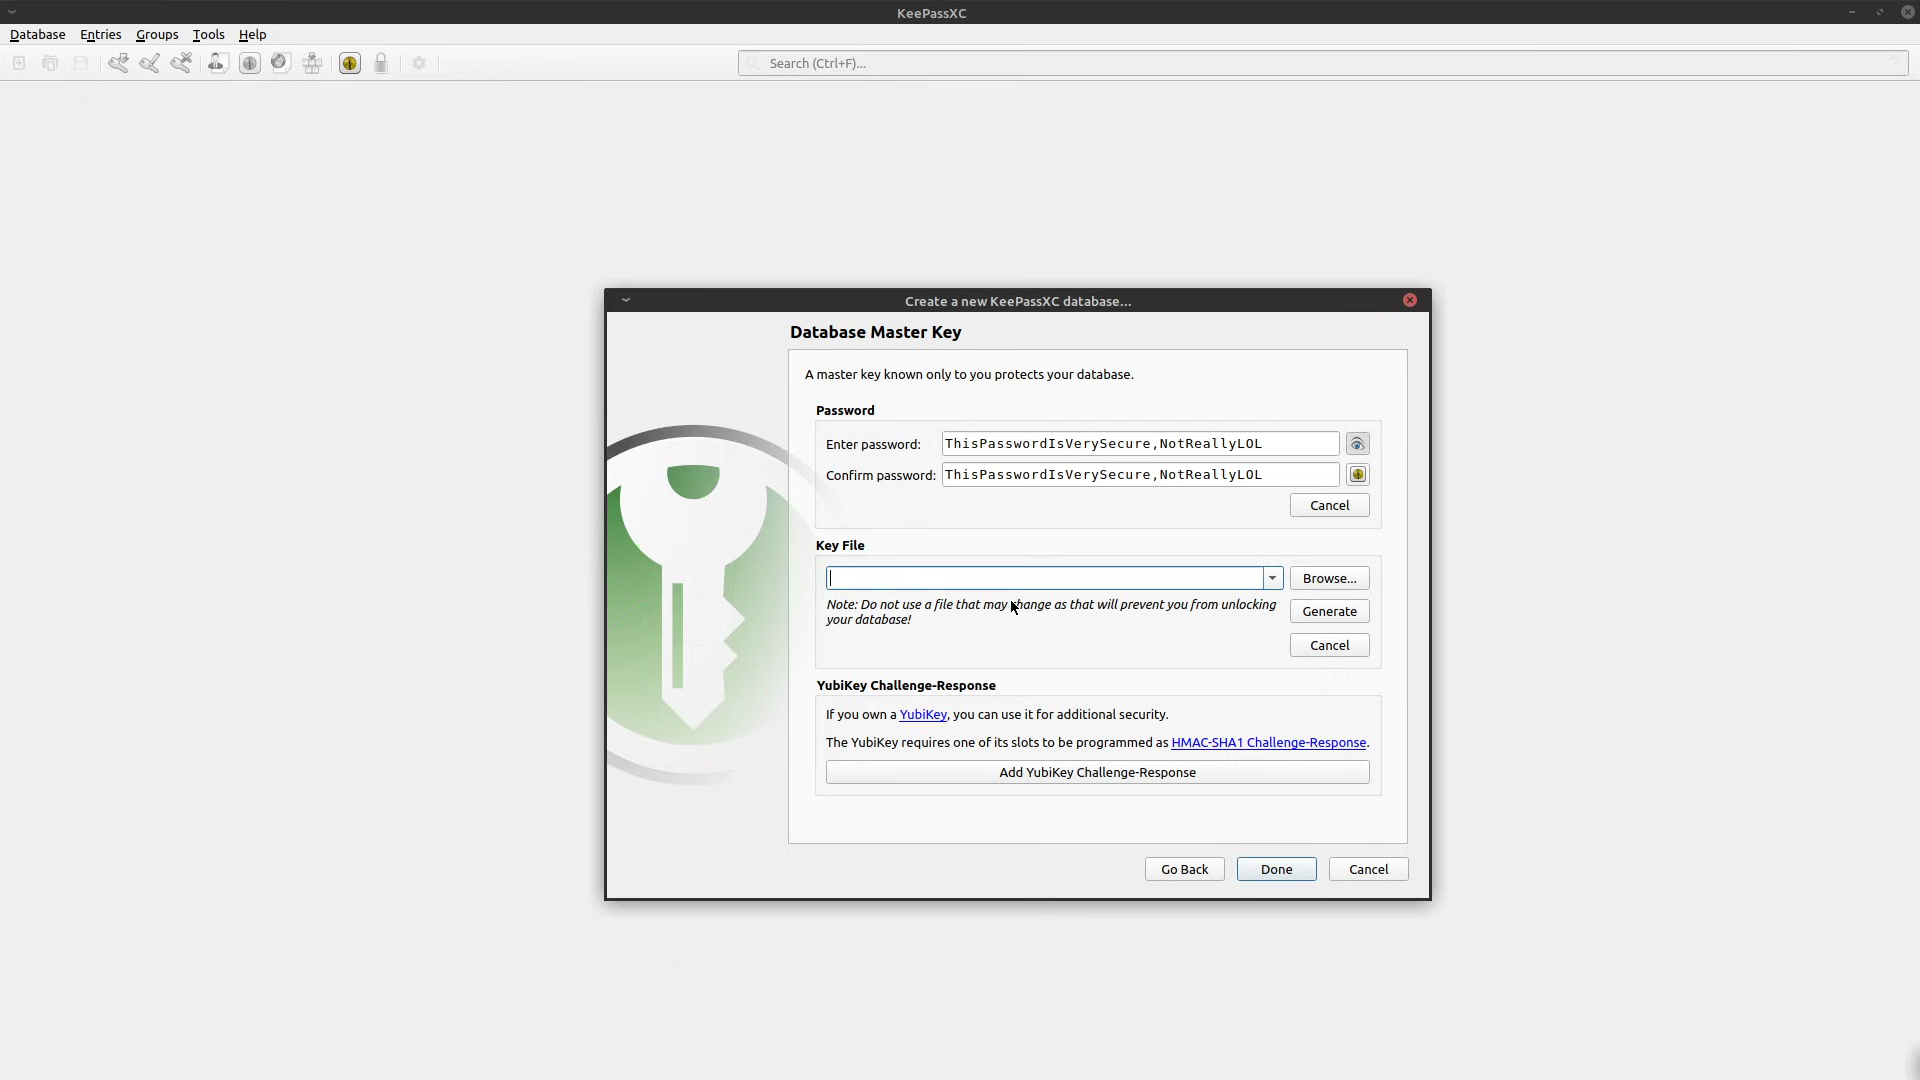 KeePassXC
Database Entries Groups Tools Help
Search (Ctrl+F)...
Create a new KeePassXC database...
Database Master Key
A master key known only to you protects your database.
Password
Enter password: ThisPasswordIsVerySecure,NotReallyLOL
Confirm password: ThisPasswordIsVerySecure,NotReallyLOL
Cancel
Key File
Browse...
Note: Do not use a file that may change as that will prevent you from unlocking
your database!
Generate
Cancel
YubiKey Challenge-Response
If you own a YubiKey, you can use it for additional security.
The YubiKey requires one of its slots to be programmed as HMAC-SHA1 Challenge-Response.
Add YubiKey Challenge-Response
Go Back Done Cancel